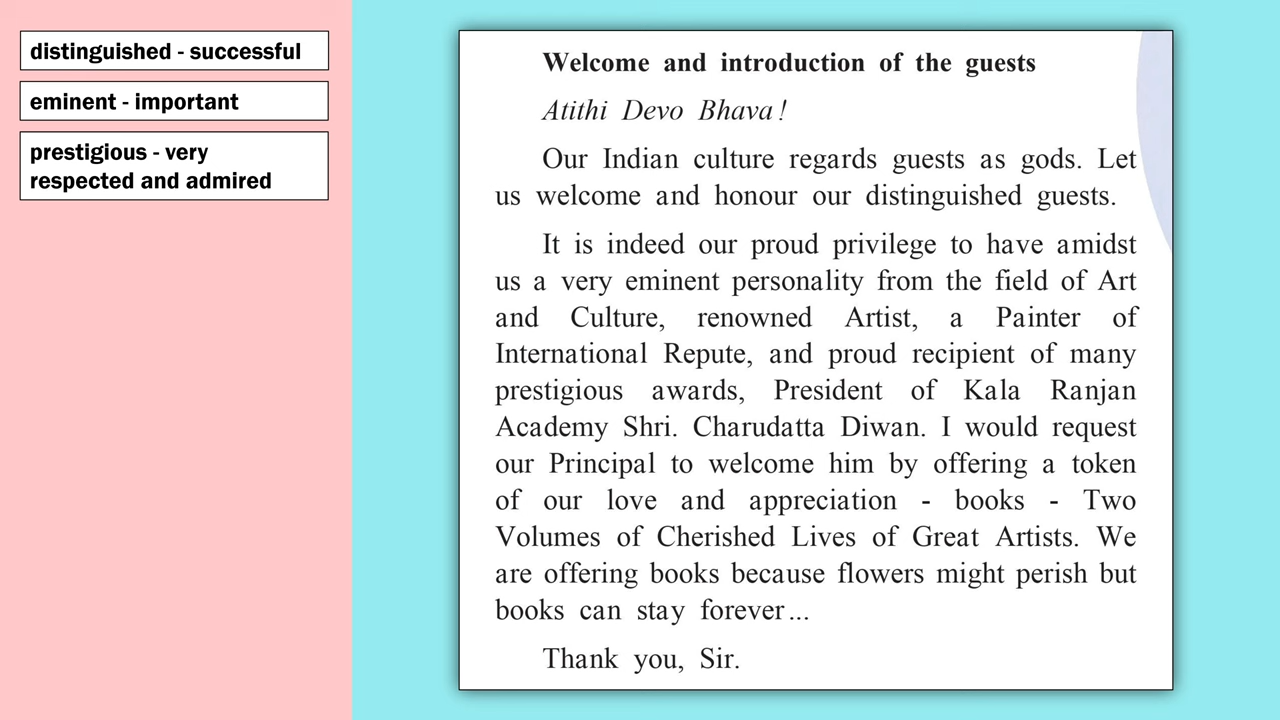 distinguished - successful
eminent - important
prestigious - very
respected and admired
Welcome and introduction of the guests
Atithi Devo Bhava !
Our Indian culture regards guests as gods. Let
us welcome and honour our distinguished guests.
It is indeed our proud privilege to have amidst
us a very eminent personality from the field of Art
and Culture, renowned Artist, a Painter of
International Repute, and proud recipient of many
prestigious awards, President of Kala Ranjan
Academy Shri. Charudatta Diwan. I would request
our Principal to welcome him by offering a token
of our love and appreciation - books - Two
Volumes of Cherished Lives of Great Artists. We
are offering books because flowers might perish but
books can stay forever ...
Thank you, Sir.